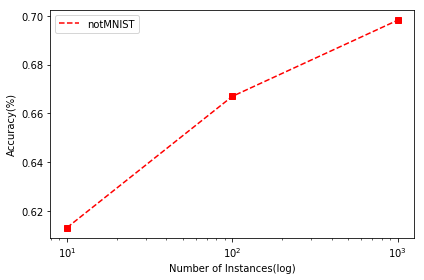 notMNIST
0.70
0.68
0.66
0.64
0.62
Accuracy(%)
10¹ 10² 10³
Number of Instances(log)